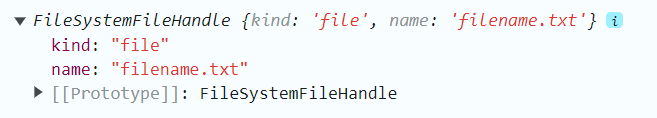 ▼ FileSystemFileHandle {kind: 'file', name: 'filename.txt'} i
kind: "file"
name: "filename.txt"
▶ [[Prototype]]: FileSystemFileHandle